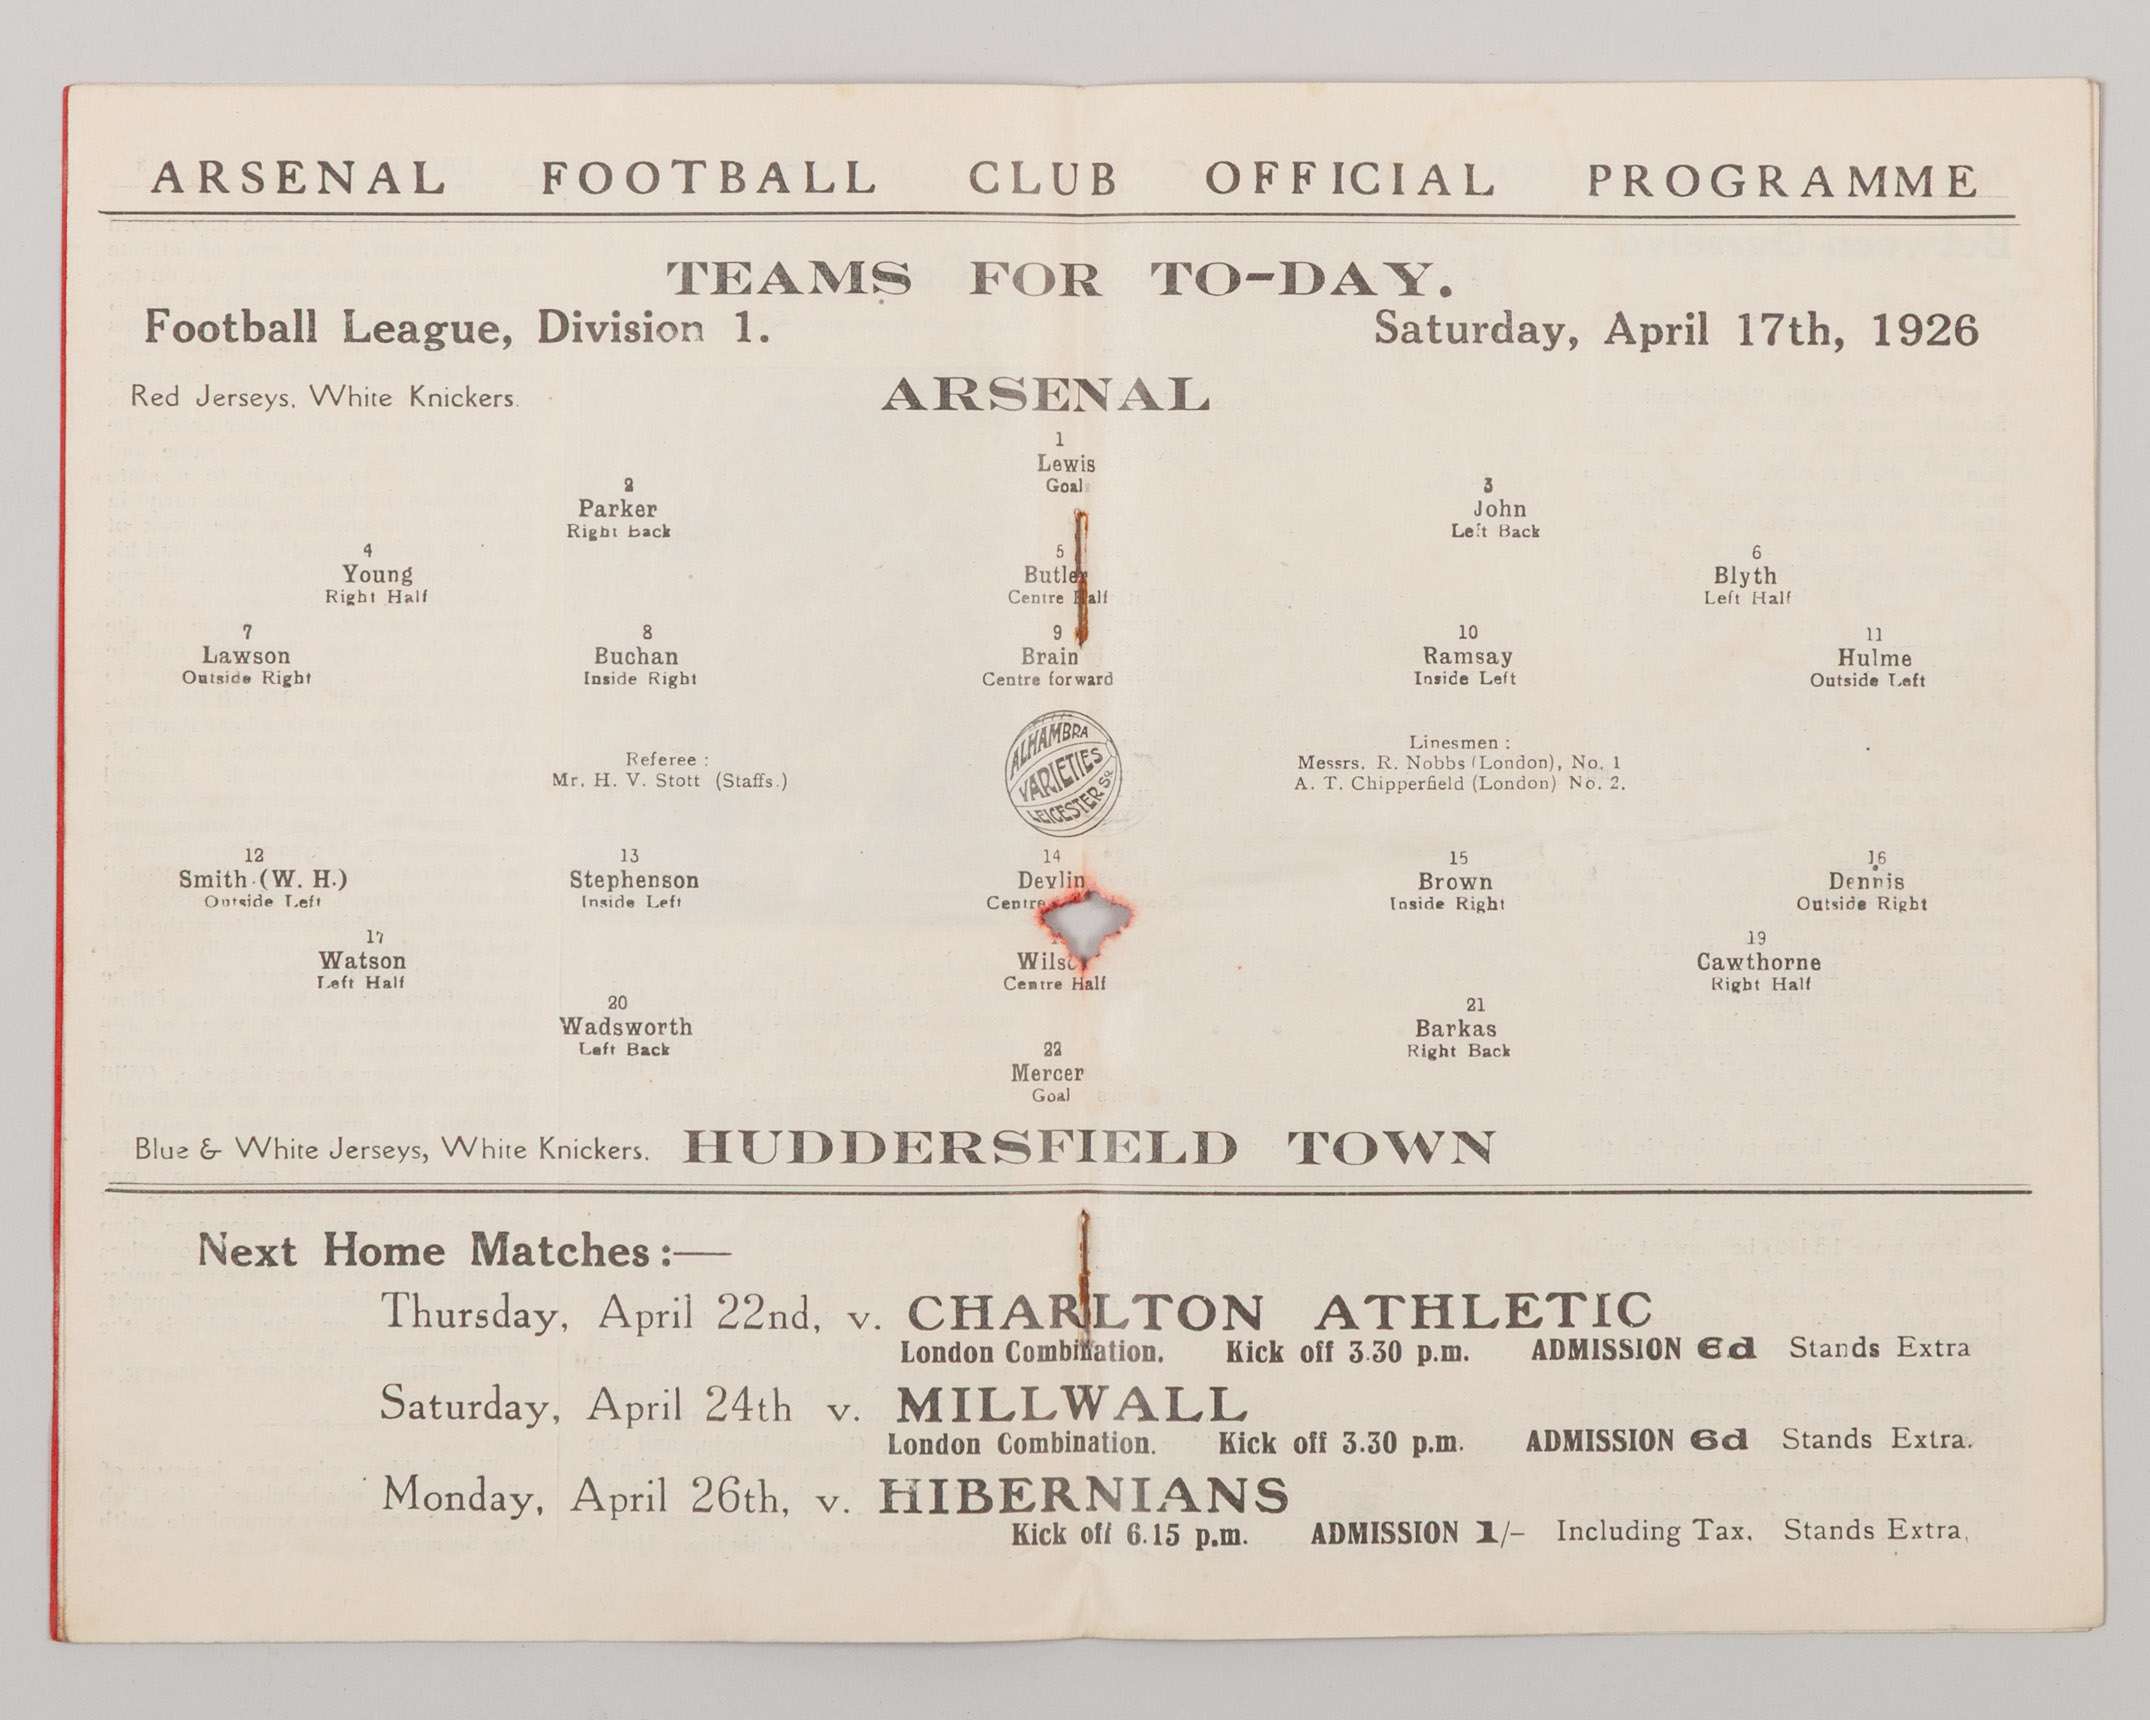 ARSENAL FOOTBALL CLUB OFFICIAL PROGRAMME
TEAMS FOR TO-DAY.
Football League, Division 1. Saturday, April 17th, 1926
Red Jerseys, White Knickers. ARSENAL
1
Lewis
Goal
2 3
Parker John
Right Back Left Back
4 5 6
Young Butler Blyth
Right Half Centre Half Left Half
7 8 9 10 11
Lawson Buchan Brain Ramsay Hulme
Outside Right Inside Right Centre forward Inside Left Outside Left
Referee :
Mr. H. V. Stott (Staffs.)
ALHAMBRA
VARIETIES
LEICESTER SQ.
Linesmen :
Messrs. R. Nobbs (London), No. 1
A. T. Chipperfield (London) No. 2.
12 13 14 15 16
Smith (W. H.) Stephenson Devlin Brown Dennis
Outside Left Inside Left Centre Inside Right Outside Right
17 19
Watson Cawthorne
Left Half Centre Half Right Half
20 21
Wadsworth Barkas
Left Back Right Back
22
Mercer
Goal
Blue & White Jerseys, White Knickers. HUDDERSFIELD TOWN
Next Home Matches :—
Thursday, April 22nd, v. CHARLTON ATHLETIC
London Combination. Kick off 3.30 p.m. ADMISSION 6d Stands Extra
Saturday, April 24th v. MILLWALL
London Combination. Kick off 3.30 p.m. ADMISSION 6d Stands Extra.
Monday, April 26th, v. HIBERNIANS
Kick off 6.15 p.m. ADMISSION 1/- Including Tax. Stands Extra.